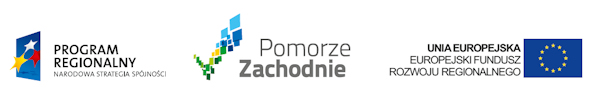 PROGRAM
REGIONALNY
NARODOWA STRATEGIA SPÓJNOŚCI
Pomorze
Zachodnie
UNIA EUROPEJSKA
EUROPEJSKI FUNDUSZ
ROZWOJU REGIONALNEGO